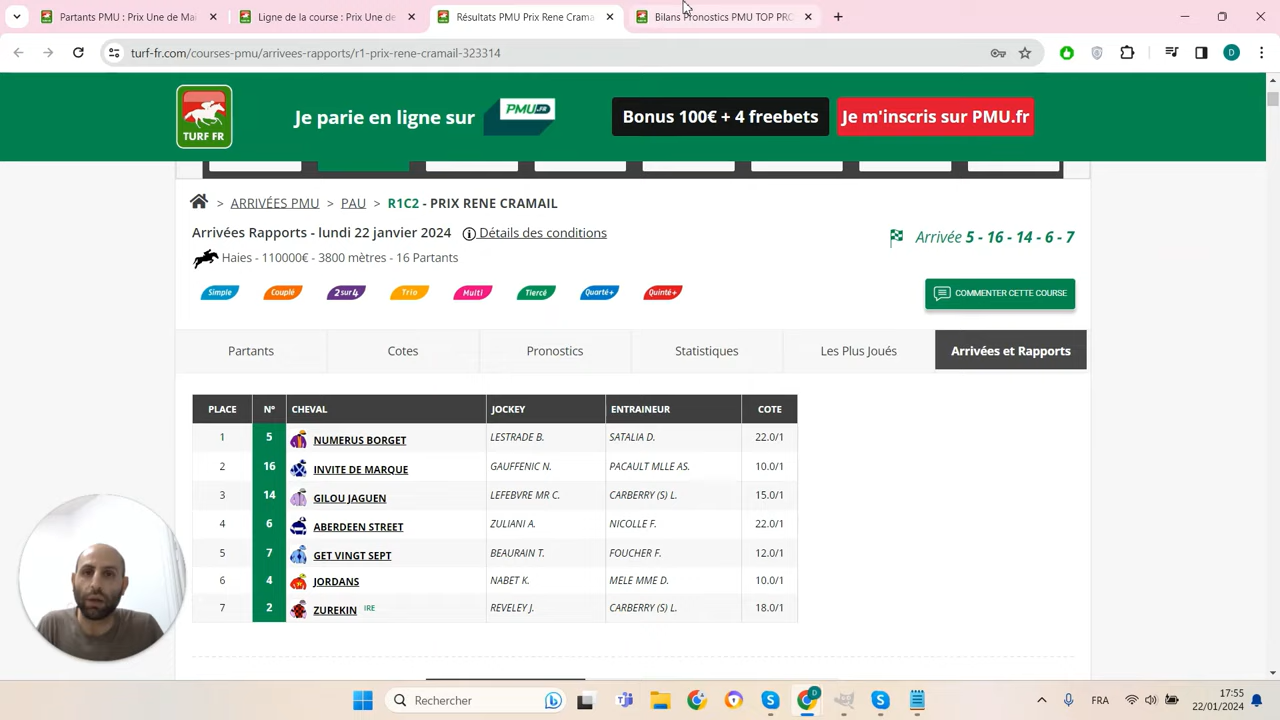 Partants PMU : Prix Une de Mai
Ligne de la course : Prix Une de
Résultats PMU Prix Rene Crama
Bilans Pronostics PMU TOP PRO
turf-fr.com/courses-pmu/arrivees-rapports/r1-prix-rene-cramail-323314
D
TURF FR
Je parie en ligne sur
PMU.fr
Bonus 100€ + 4 freebets
Je m'inscris sur PMU.fr
> ARRIVÉES PMU > PAU > R1C2 - PRIX RENE CRAMAIL
Arrivées Rapports - lundi 22 janvier 2024 Détails des conditions
Arrivée 5 - 16 - 14 - 6 - 7
Haies - 110000€ - 3800 mètres - 16 Partants
Simple Couplé 2sur4 Trio Multi Tiercé Quarté+ Quinté+
COMMENTER CETTE COURSE
Partants Cotes Pronostics Statistiques Les Plus Joués Arrivées et Rapports
PLACE N° CHEVAL JOCKEY ENTRAINEUR COTE
1 5 NUMERUS BORGET LESTRADE B. SATALIA D. 22.0/1
2 16 INVITE DE MARQUE GAUFFENIC N. PACAULT MLLE AS. 10.0/1
3 14 GILOU JAGUEN LEFEBVRE MR C. CARBERRY (S) L. 15.0/1
4 6 ABERDEEN STREET ZULIANI A. NICOLLE F. 22.0/1
5 7 GET VINGT SEPT BEAURAIN T. FOUCHER F. 12.0/1
6 4 JORDANS NABET K. MELE MME D. 10.0/1
7 2 ZUREKIN IRE REVELEY J. CARBERRY (S) L. 18.0/1
Rechercher
D
FRA
17:55
22/01/2024